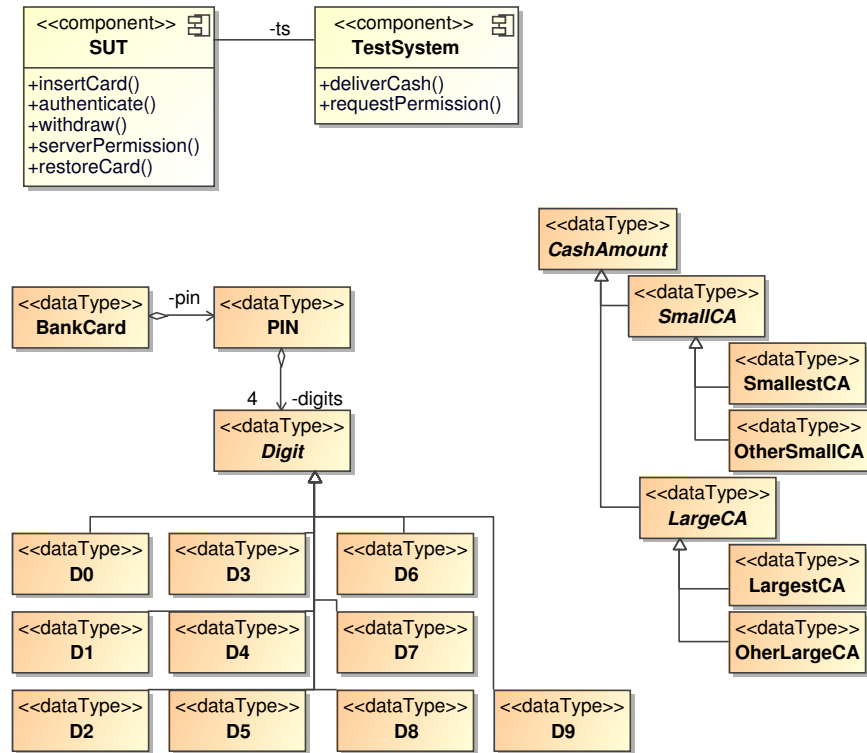 <<component>>
SUT
+insertCard()
+authenticate()
+withdraw()
+serverPermission()
+restoreCard()
-ts
<<component>>
TestSystem
+deliverCash()
+requestPermission()
<<dataType>>
CashAmount
<<dataType>>
SmallCA
<<dataType>>
SmallestCA
<<dataType>>
OtherSmallCA
<<dataType>>
LargeCA
<<dataType>>
LargestCA
<<dataType>>
OherLargeCA
<<dataType>>
BankCard
-pin
<<dataType>>
PIN
4 -digits
<<dataType>>
Digit
<<dataType>>
D0
<<dataType>>
D3
<<dataType>>
D6
<<dataType>>
D1
<<dataType>>
D4
<<dataType>>
D7
<<dataType>>
D2
<<dataType>>
D5
<<dataType>>
D8
<<dataType>>
D9